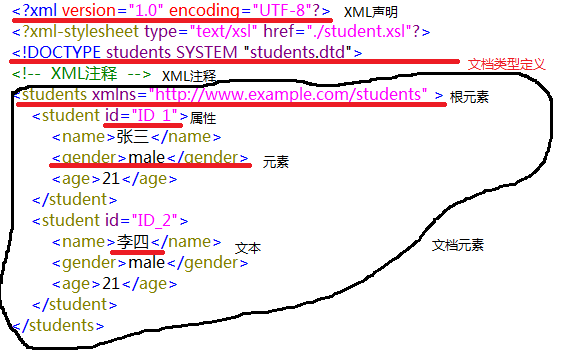 <?xml version="1.0" encoding="UTF-8"?> XML声明
<?xml-stylesheet type="text/xsl" href="./student.xsl"?>
<!DOCTYPE students SYSTEM "students.dtd"> 文档类型定义
<!-- XML注释 --> XML注释
<students xmlns="http://www.example.com/students" > 根元素
<student id="ID_1">属性
<name>张三</name>
<gender>male</gender> 元素
<age>21</age>
</student>
<student id="ID_2">
<name>李四</name> 文本 文档元素
<gender>male</gender>
<age>21</age>
</student>
</students>